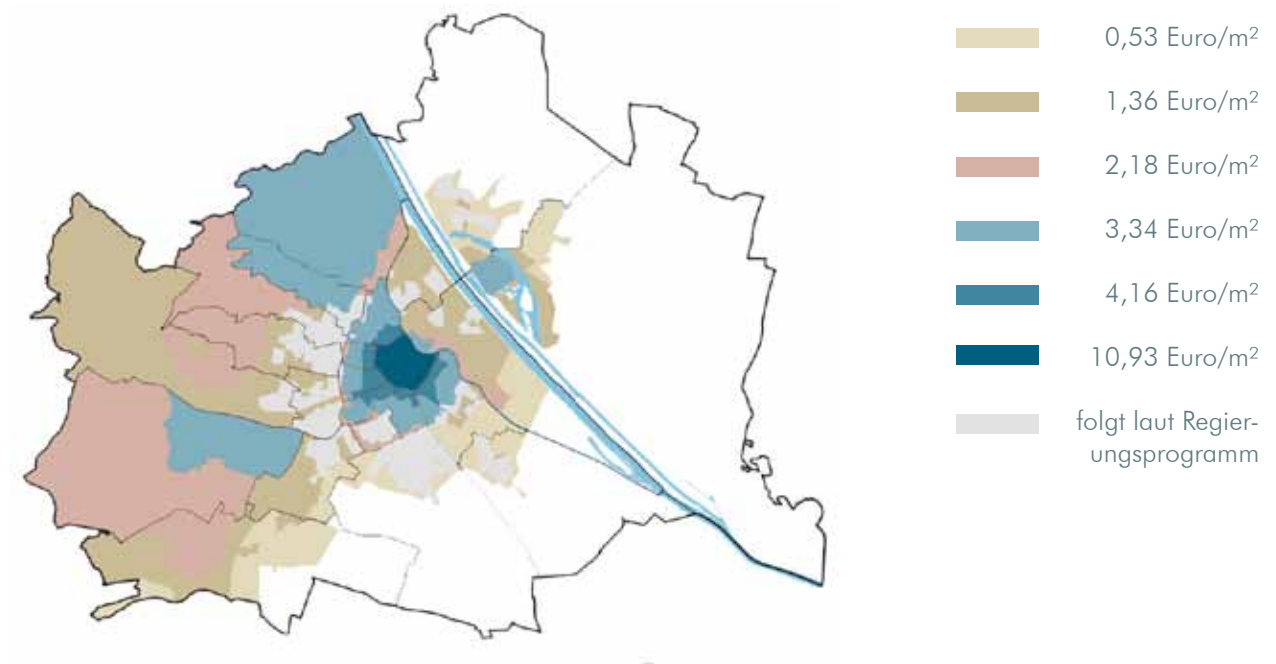 0,53 Euro/m²
1,36 Euro/m²
2,18 Euro/m²
3,34 Euro/m²
4,16 Euro/m²
10,93 Euro/m²
folgt laut Regier-
ungsprogramm